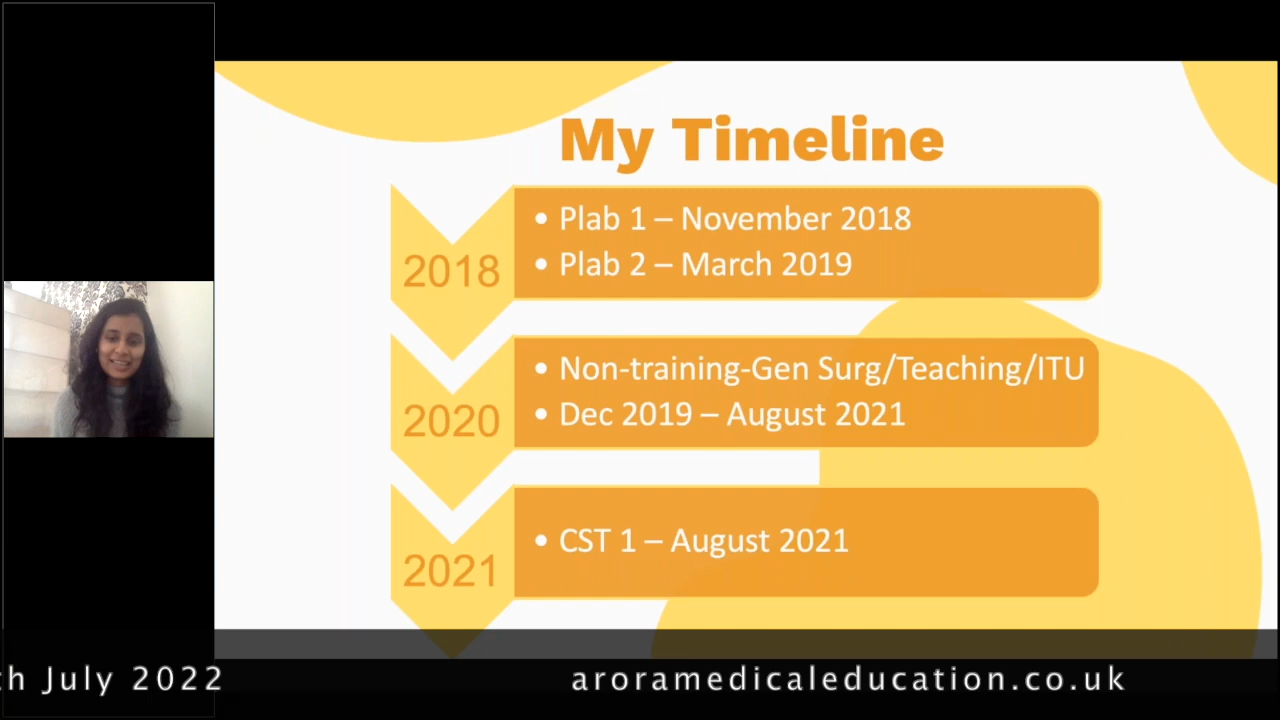 My Timeline
2018
• Plab 1 – November 2018
• Plab 2 – March 2019
2020
• Non-training-Gen Surg/Teaching/ITU
• Dec 2019 – August 2021
2021
• CST 1 – August 2021
h July 2022 aroramedicaleducation.co.uk